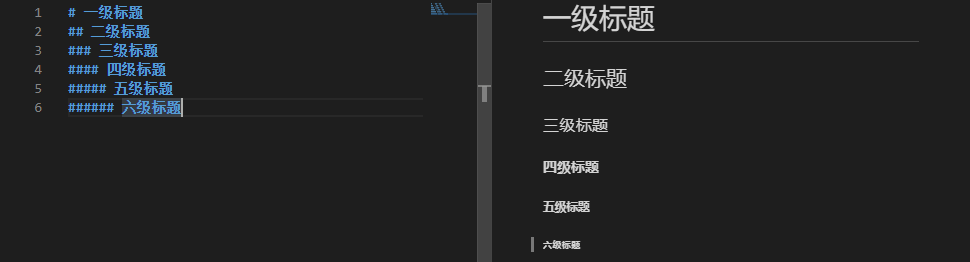 1 # 一级标题
2 ## 二级标题
3 ### 三级标题
4 #### 四级标题
5 ##### 五级标题
6 ###### 六级标题
一级标题
二级标题
三级标题
四级标题
五级标题
六级标题